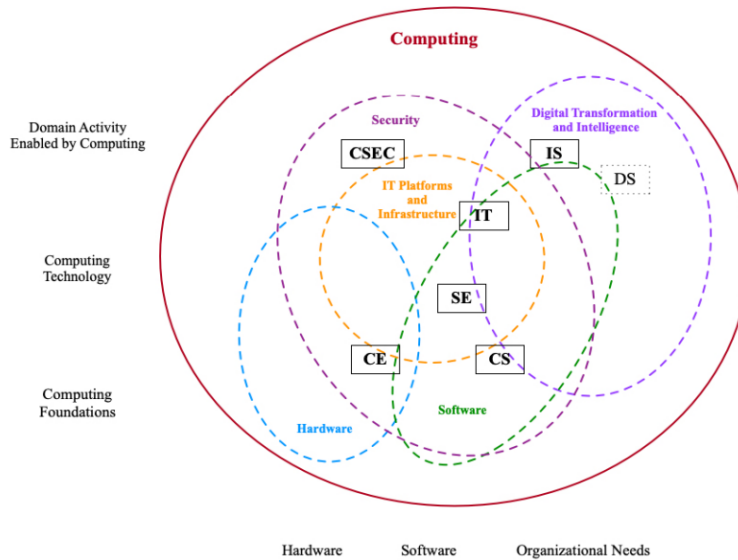 Computing
Domain Activity
Enabled by Computing
Security
Digital Transformation
and Intelligence
CSEC
IS
DS
IT Platforms
and
Infrastructure
IT
Computing
Technology
SE
CE
CS
Computing
Foundations
Software
Hardware
Hardware
Software
Organizational Needs